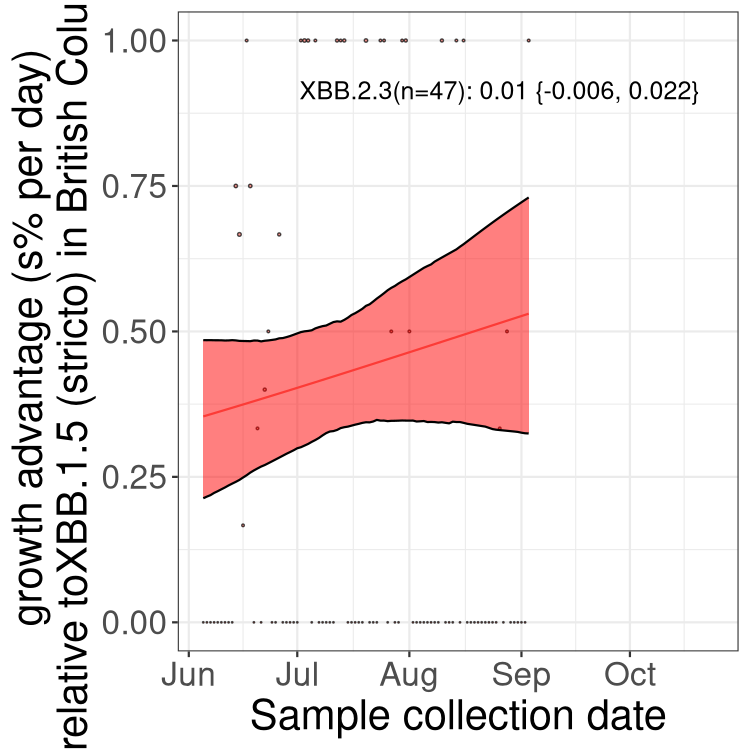 growth advantage (s% per day)
relative toXBB.1.5 (stricto) in British Colu
1.00
0.75
0.50
0.25
0.00
XBB.2.3(n=47): 0.01 {-0.006, 0.022}
Jun Jul Aug Sep Oct
Sample collection date